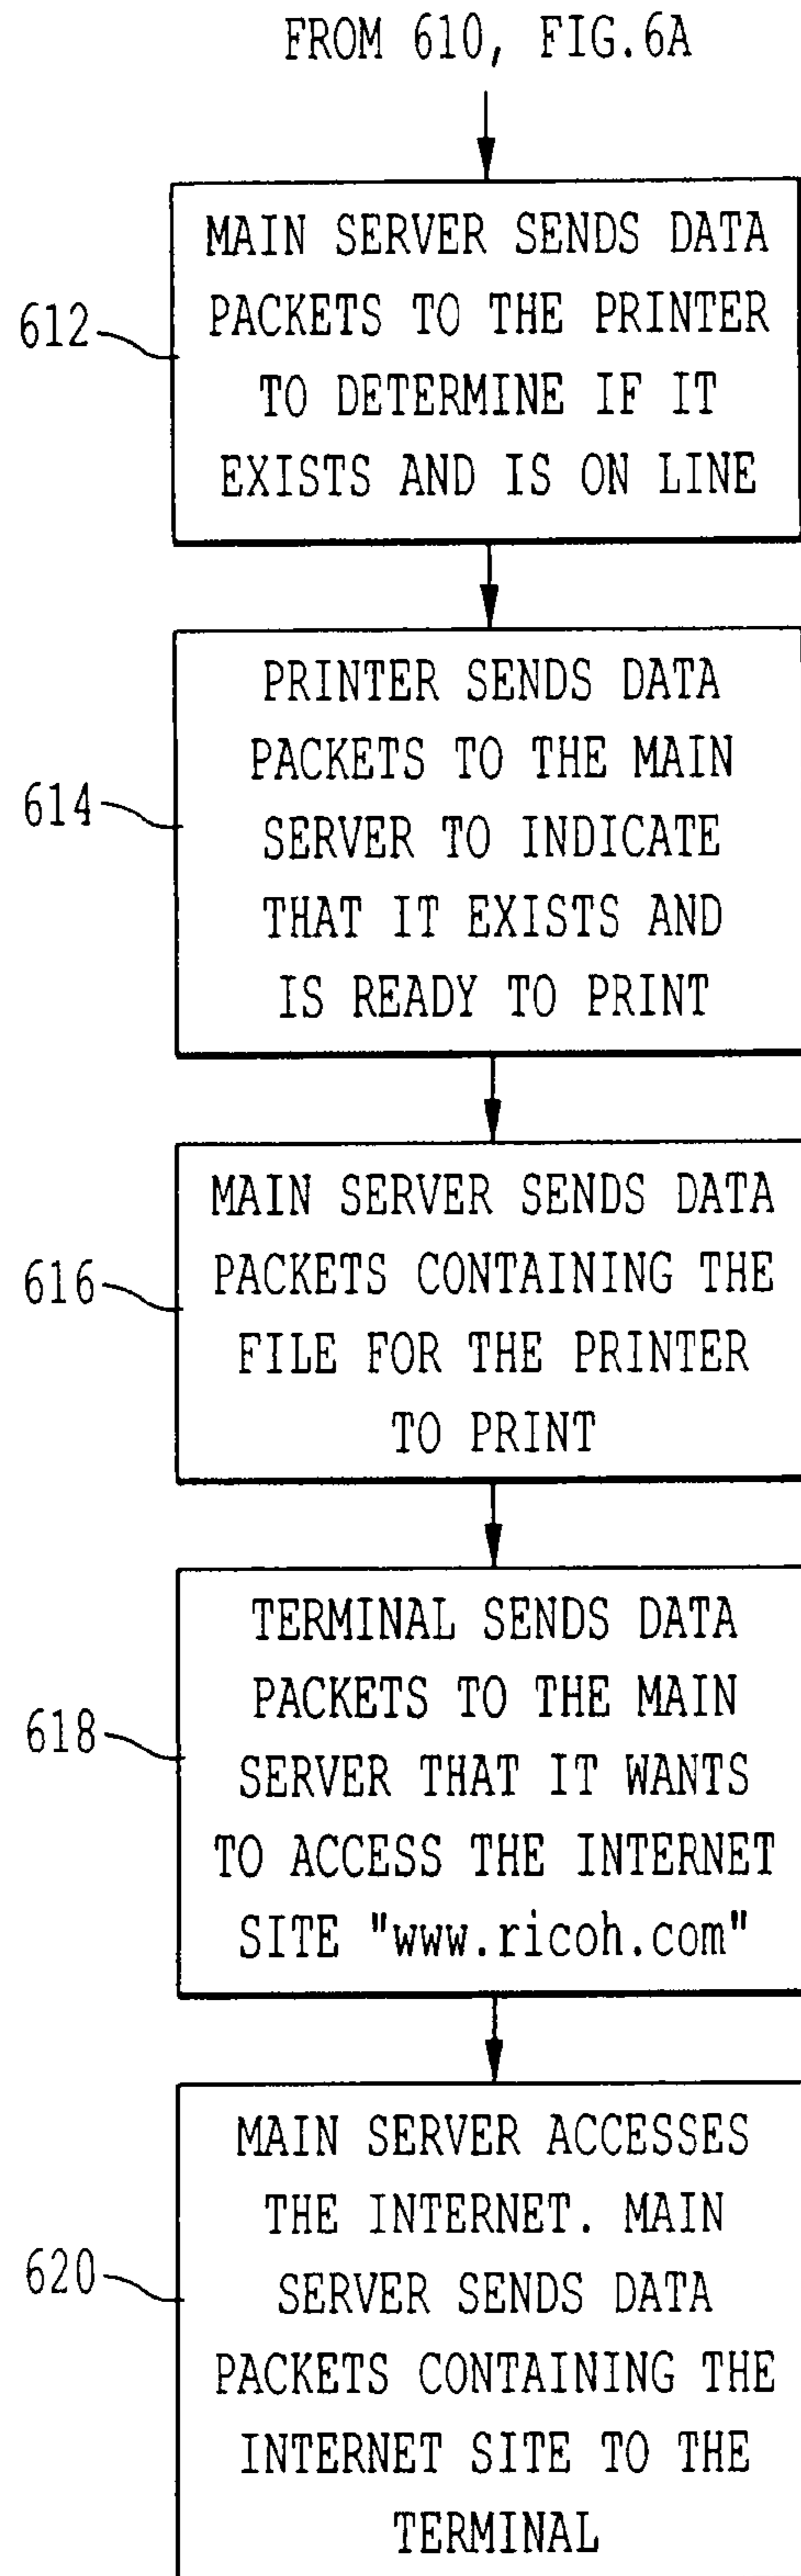 FROM 610, FIG.6A
612
MAIN SERVER SENDS DATA
PACKETS TO THE PRINTER
TO DETERMINE IF IT
EXISTS AND IS ON LINE
614
PRINTER SENDS DATA
PACKETS TO THE MAIN
SERVER TO INDICATE
THAT IT EXISTS AND
IS READY TO PRINT
616
MAIN SERVER SENDS DATA
PACKETS CONTAINING THE
FILE FOR THE PRINTER
TO PRINT
618
TERMINAL SENDS DATA
PACKETS TO THE MAIN
SERVER THAT IT WANTS
TO ACCESS THE INTERNET
SITE "www.ricoh.com"
620
MAIN SERVER ACCESSES
THE INTERNET. MAIN
SERVER SENDS DATA
PACKETS CONTAINING THE
INTERNET SITE TO THE
TERMINAL